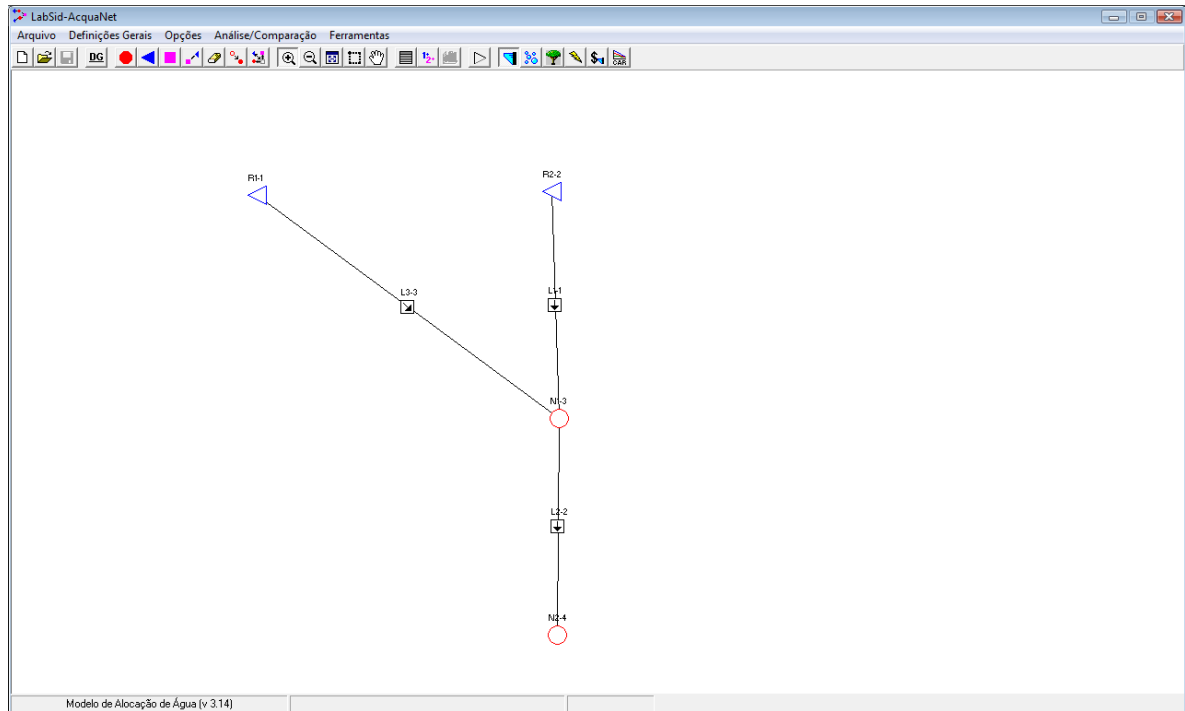 LabSid-AcquaNet
Arquivo Definições Gerais Opções Análise/Comparação Ferramentas
DG
CAR
R1-1
R2-2
L3-3
L1-1
N1-3
L2-2
N2-4
Modelo de Alocação de Água (v 3.14)